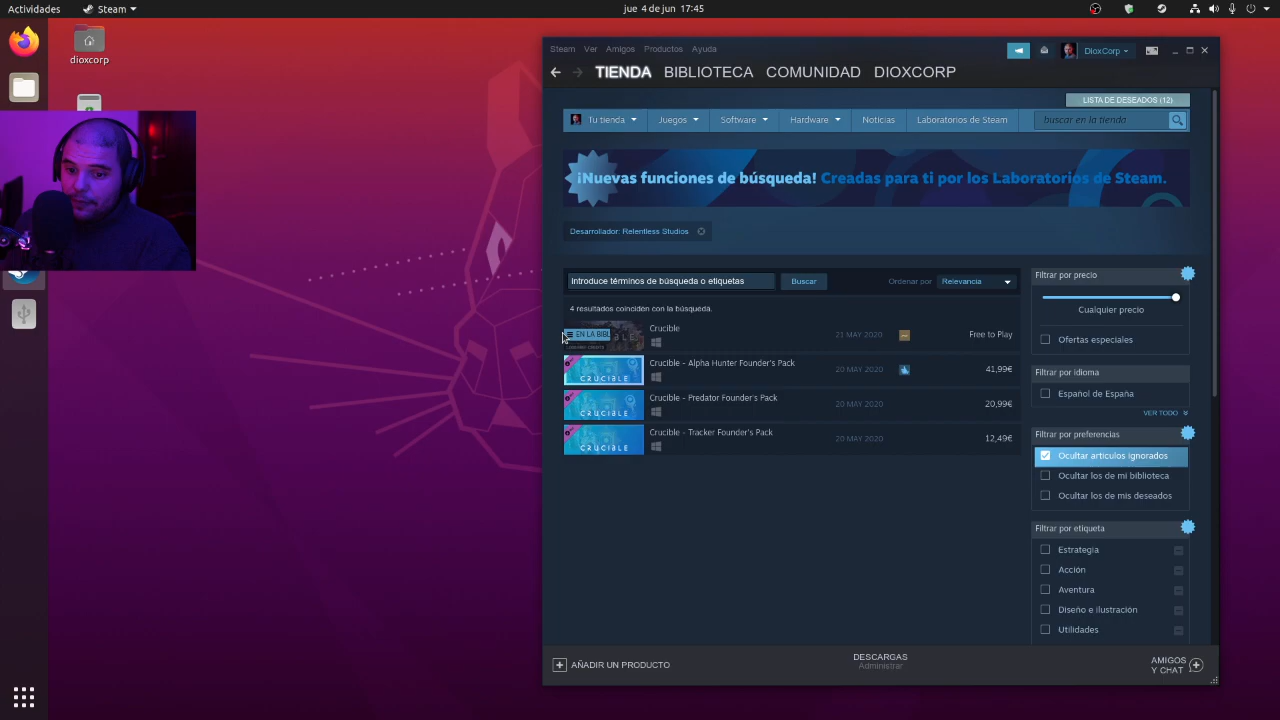 Actividades
Steam
jue 4 de jun 17:45
dioxcorp
Steam Ver Amigos Productos Ayuda
DioxCorp
TIENDA BIBLIOTECA COMUNIDAD DIOXCORP
LISTA DE DESEADOS (12)
Tu tienda Juegos Software Hardware Noticias Laboratorios de Steam buscar en la tienda
¡Nuevas funciones de búsqueda! Creadas para ti por los Laboratorios de Steam.
Desarrollador: Relentless Studios
Introduce términos de búsqueda o etiquetas Buscar Ordenar por Relevancia
4 resultados coinciden con la búsqueda.
EN LA BIBL
Crucible 21 MAY 2020 Free to Play
CRUCIBLE Crucible - Alpha Hunter Founder's Pack 20 MAY 2020 41,99€
CRUCIBLE Crucible - Predator Founder's Pack 20 MAY 2020 20,99€
CRUCIBLE Crucible - Tracker Founder's Pack 20 MAY 2020 12,49€
Filtrar por precio
Cualquier precio
Ofertas especiales
Filtrar por idioma
Español de España
VER TODO
Filtrar por preferencias
Ocultar artículos ignorados
Ocultar los de mi biblioteca
Ocultar los de mis deseados
Filtrar por etiqueta
Estrategia
Acción
Aventura
Diseño e ilustración
Utilidades
AÑADIR UN PRODUCTO
DESCARGAS
Administrar
AMIGOS
Y CHAT